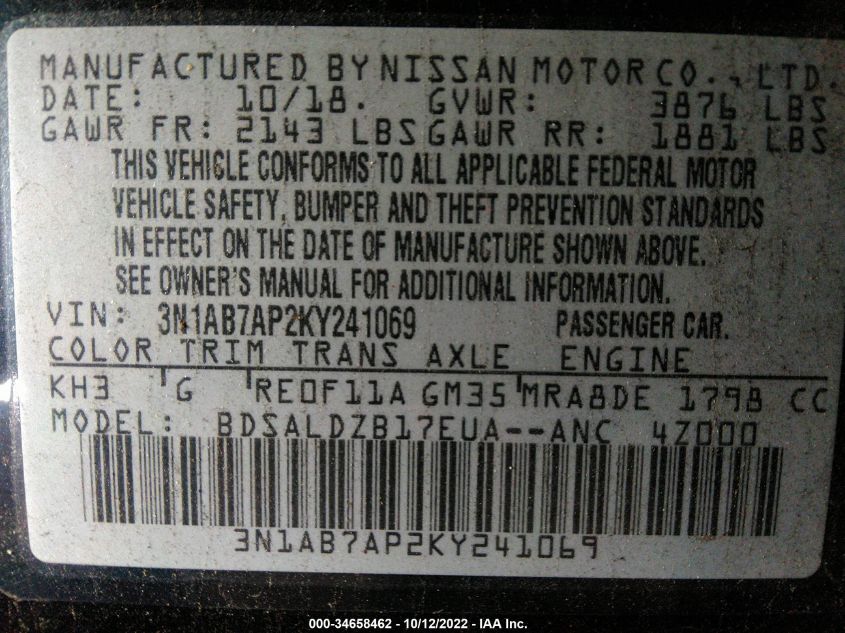 MANUFACTURED BY NISSAN MOTOR CO., LTD.
DATE: 10/18. GVWR: 3876 LBS
GAWR FR: 2143 LBS GAWR RR: 1881 LBS
THIS VEHICLE CONFORMS TO ALL APPLICABLE FEDERAL MOTOR
VEHICLE SAFETY, BUMPER AND THEFT PREVENTION STANDARDS
IN EFFECT ON THE DATE OF MANUFACTURE SHOWN ABOVE.
SEE OWNER'S MANUAL FOR ADDITIONAL INFORMATION.
VIN: 3N1AB7AP2KY241069 PASSENGER CAR.
COLOR TRIM TRANS AXLE ENGINE
KH3 G RE0F11A GM35 MRA8DE 1798 CC
MODEL: BDSALDZB17EUA--ANC 4Z000
3N1AB7AP2KY241069
000-34658462 - 10/12/2022 - IAA Inc.